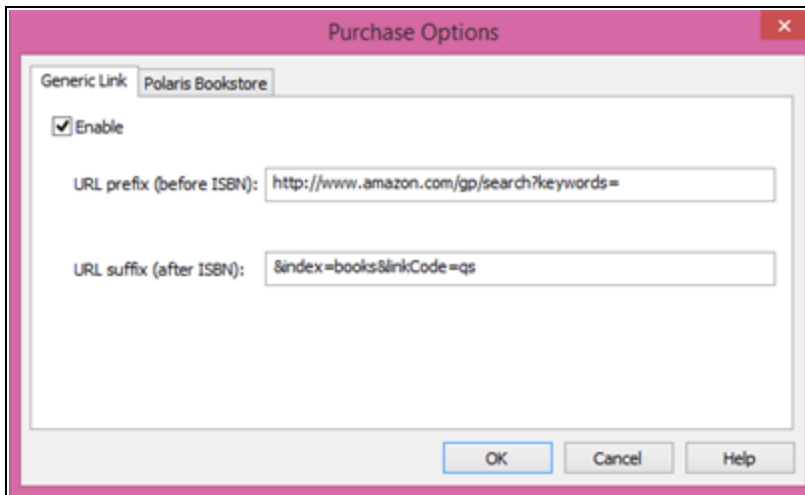 Purchase Options
Generic Link Polaris Bookstore
Enable
URL prefix (before ISBN): http://www.amazon.com/gp/search?keywords=
URL suffix (after ISBN): &index=books&linkCode=qs
OK Cancel Help